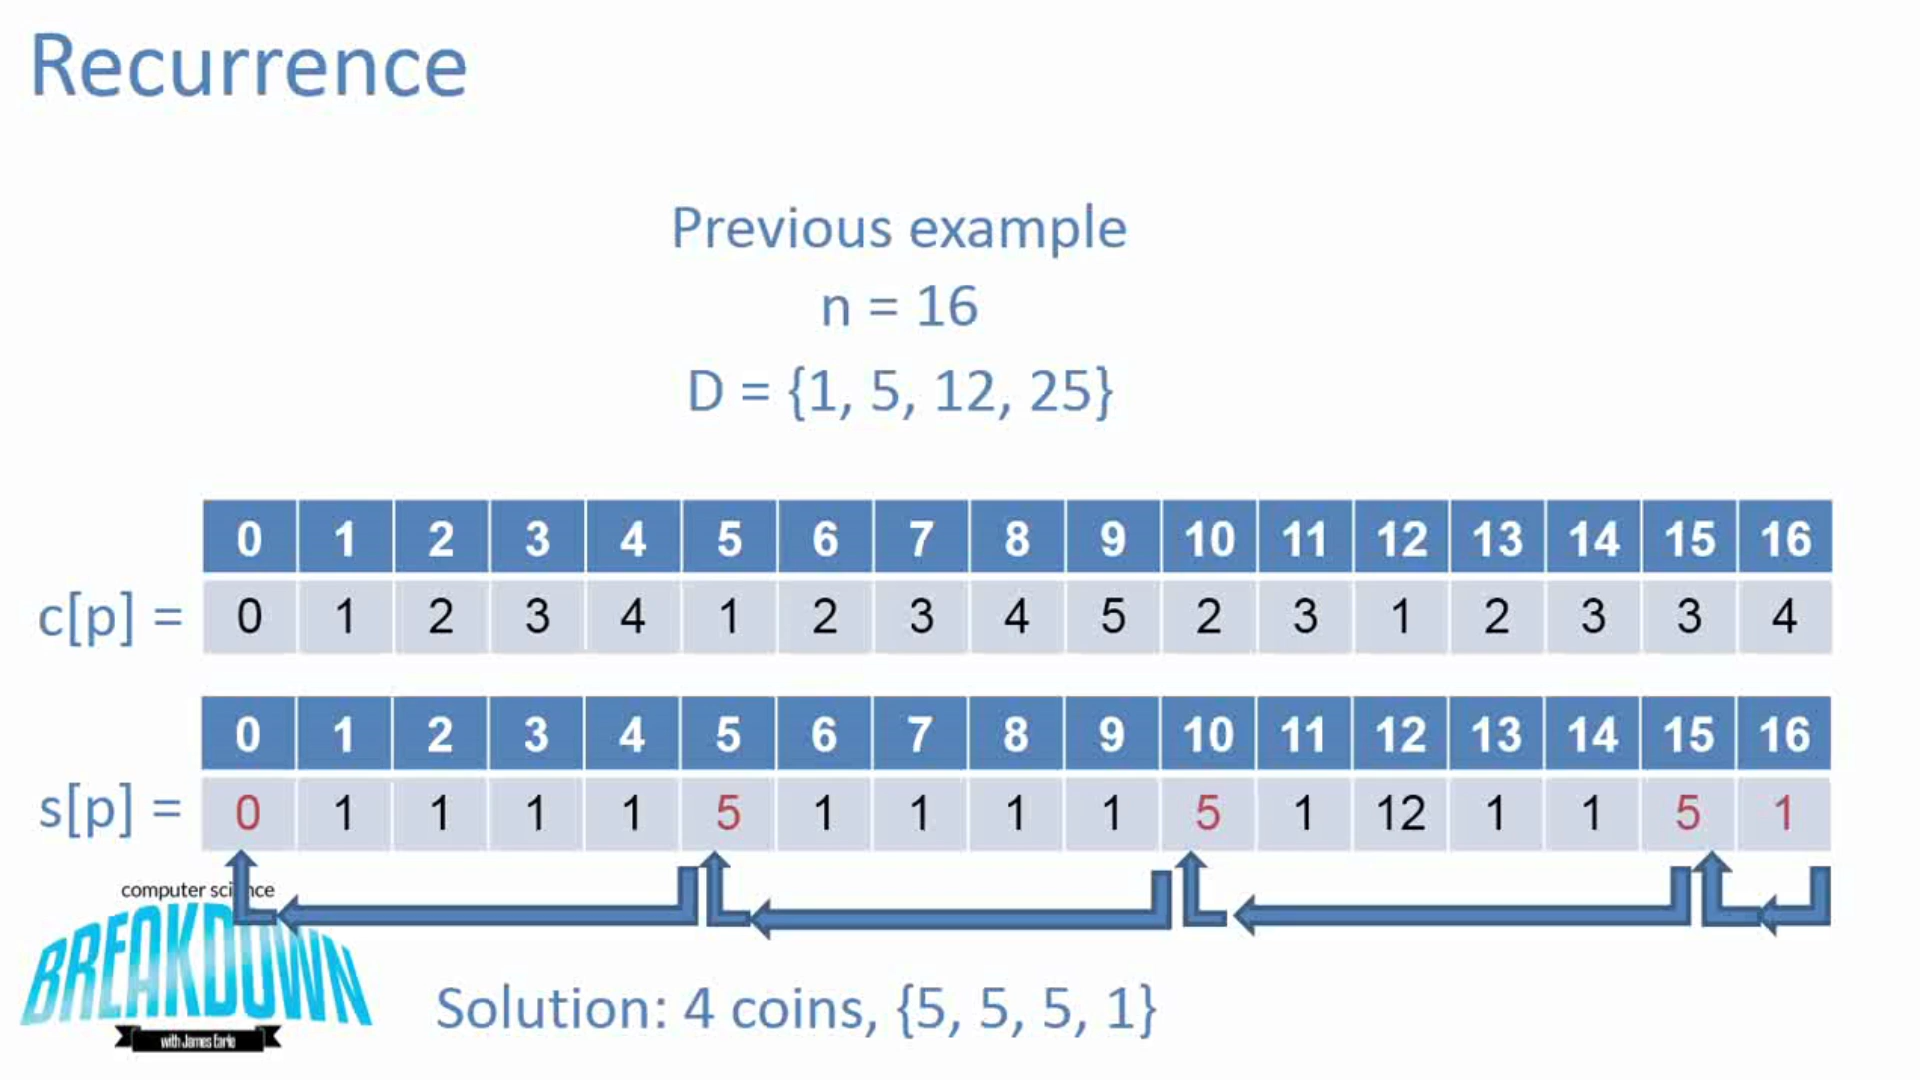 Recurrence
Previous example
n = 16
D = {1, 5, 12, 25}
0 1 2 3 4 5 6 7 8 9 10 11 12 13 14 15 16
c[p] = 0 1 2 3 4 1 2 3 4 5 2 3 1 2 3 3 4
0 1 2 3 4 5 6 7 8 9 10 11 12 13 14 15 16
s[p] = 0 1 1 1 1 5 1 1 1 1 5 1 12 1 1 5 1
computer science
BREAKDOWN
with James Earle
Solution: 4 coins, {5, 5, 5, 1}